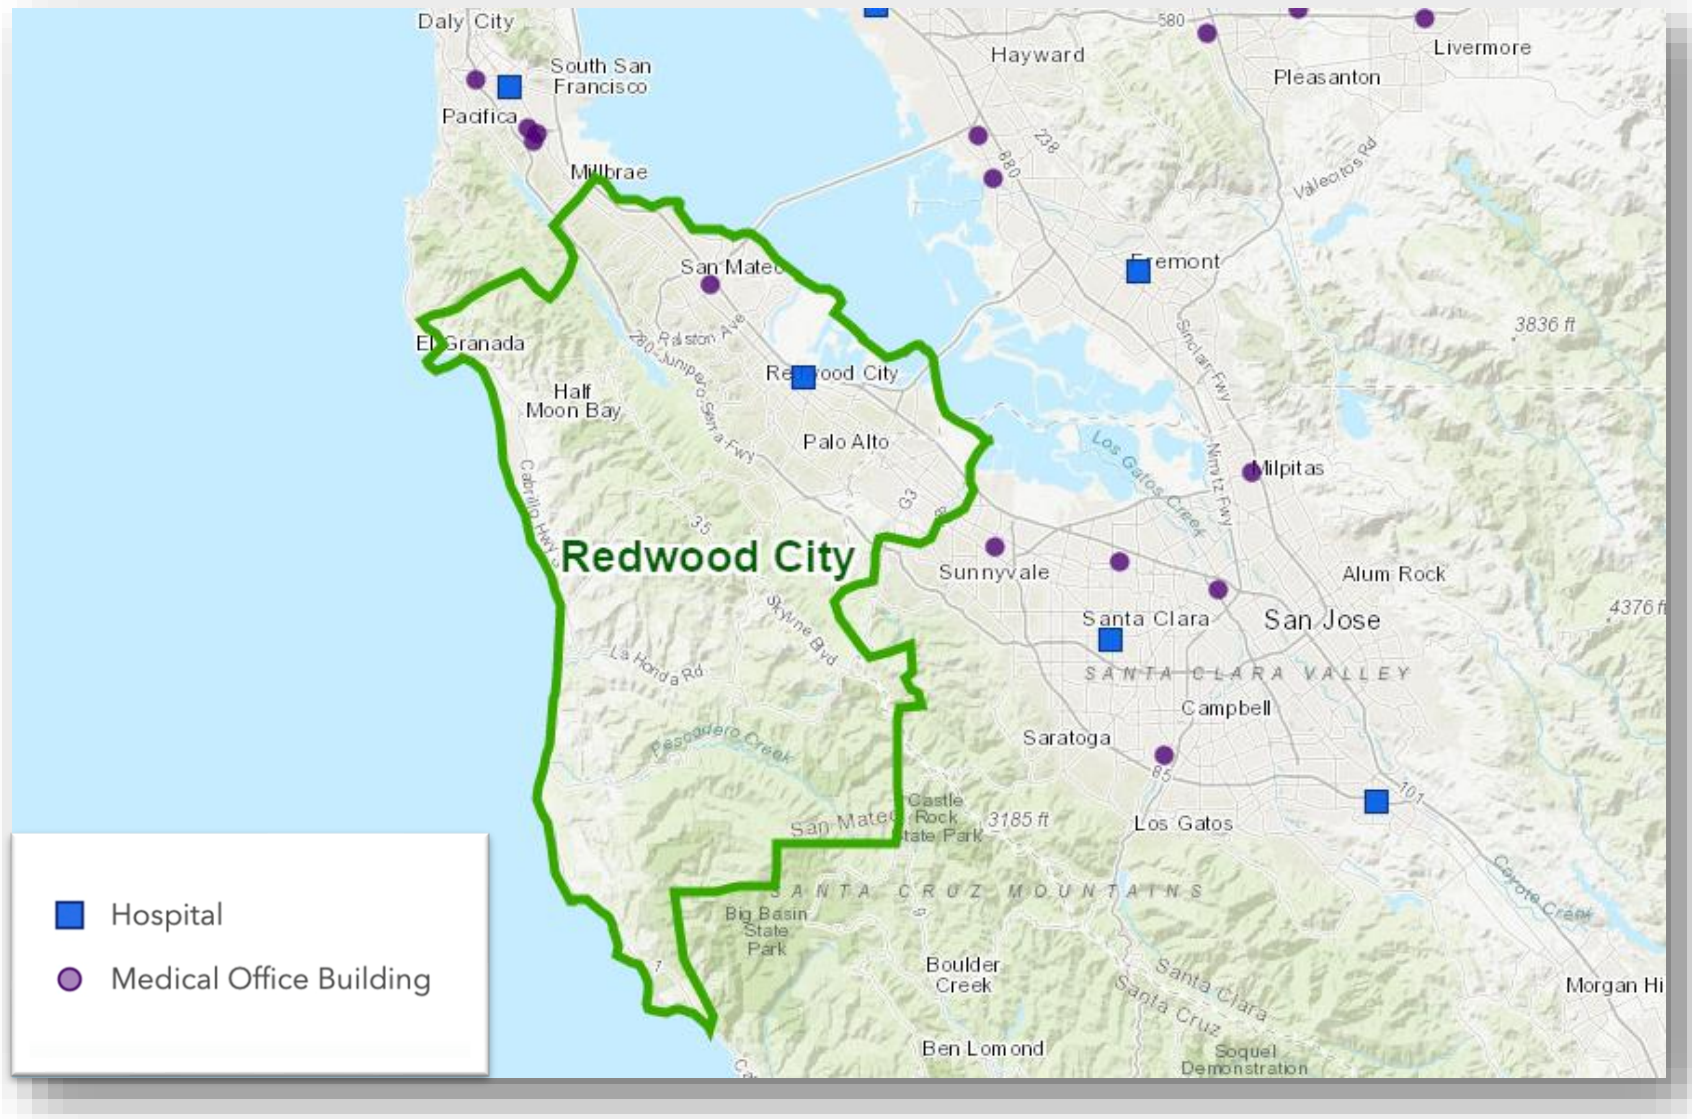 Daly City
580
Livermore
Hayward
South San
Francisco
Pleasanton
Pacifica
238
880
Millbrae
Vallecitos Rd
San Mateo
Fremont
3836 ft
Ralston Ave
El Granada
280-Junipero Serra Fwy
Sinclair Fwy
Redwood City
Half
Moon Bay
Palo Alto
Los Gatos Creek
Nimitz Fwy
Milpitas
Cabrillo Hwy
G3
35
Redwood City
Sunnyvale
Alum Rock
Skyline Blvd
4376 ft
Santa Clara
San Jose
La Honda Rd
SANTA CLARA VALLEY
Campbell
Pescadero Creek
Saratoga
85
101
Castle
Rock
State Park
San Mateo
3185 ft
Los Gatos
SANTA CRUZ MOUNTAINS
Coyote Creek
Big Basin
State
Park
9
Hospital
1
Boulder
Creek
Medical Office Building
Santa Clara
Santa Cruz
Morgan Hi
Ben Lomond
Soquel
Demonstration